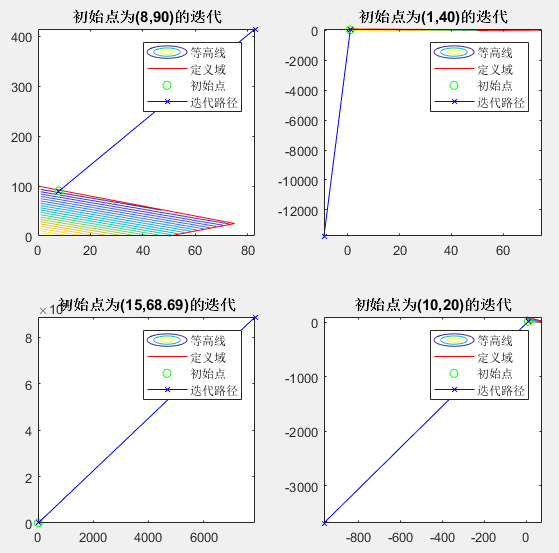 初始点为(8,90)的迭代
400
300
200
100
0
0 20 40 60 80
等高线
定义域
初始点
迭代路径
初始点为(1,40)的迭代
0
-2000
-4000
-6000
-8000
-10000
-12000
0 20 40 60
等高线
定义域
初始点
迭代路径
初始点为(15,68.69)的迭代
×10
8
6
4
2
0
0 2000 4000 6000
等高线
定义域
初始点
迭代路径
初始点为(10,20)的迭代
0
-1000
-2000
-3000
-800 -600 -400 -200 0
等高线
定义域
初始点
迭代路径